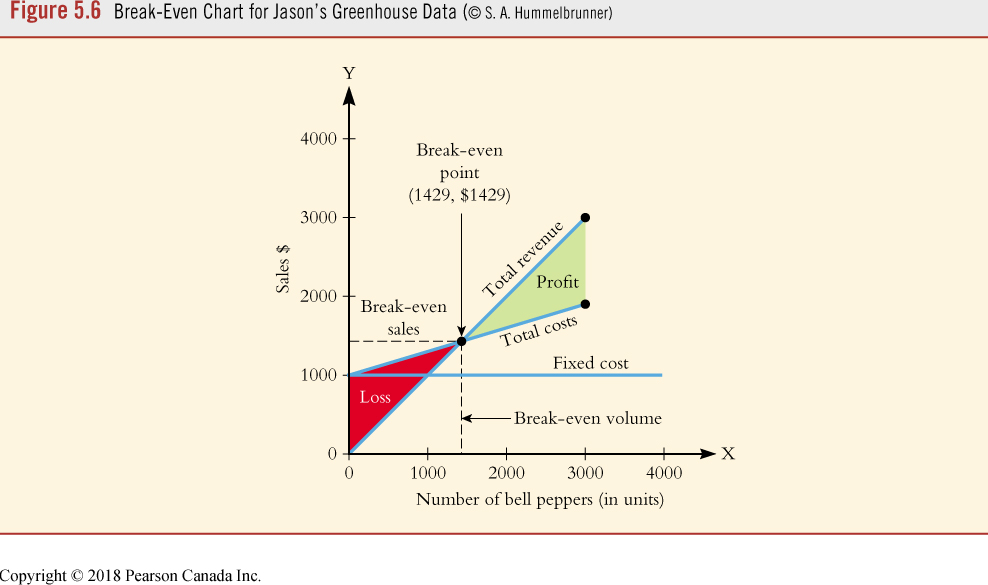 Figure 5.6 Break-Even Chart for Jason's Greenhouse Data (© S. A. Hummelbrunner)
Y
4000
Break-even
point
(1429, $1429)
3000
Total revenue
Sales $
Profit
2000
Break-even
sales
Total costs
Fixed cost
1000
Loss
Break-even volume
0
X
0 1000 2000 3000 4000
Number of bell peppers (in units)
Copyright © 2018 Pearson Canada Inc.